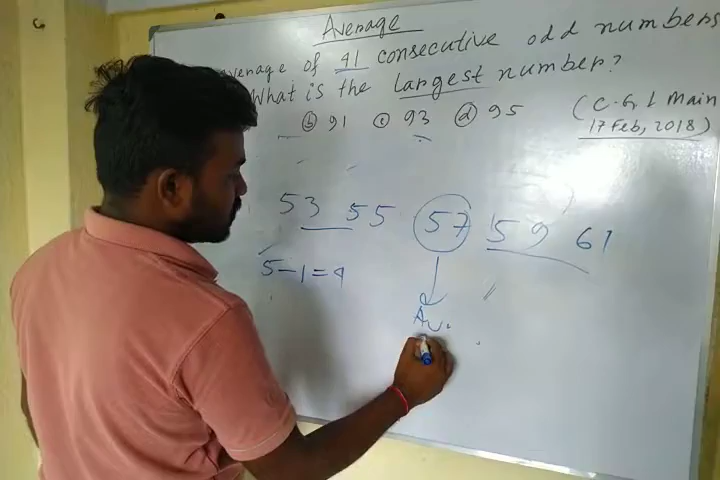 Average
average of 41 consecutive odd numbers
What is the largest number?
(b) 91 (c) 93 (d) 95
(C.G.L Main
17 Feb, 2018)
53 55 57 59 61
5-1=4
Av.